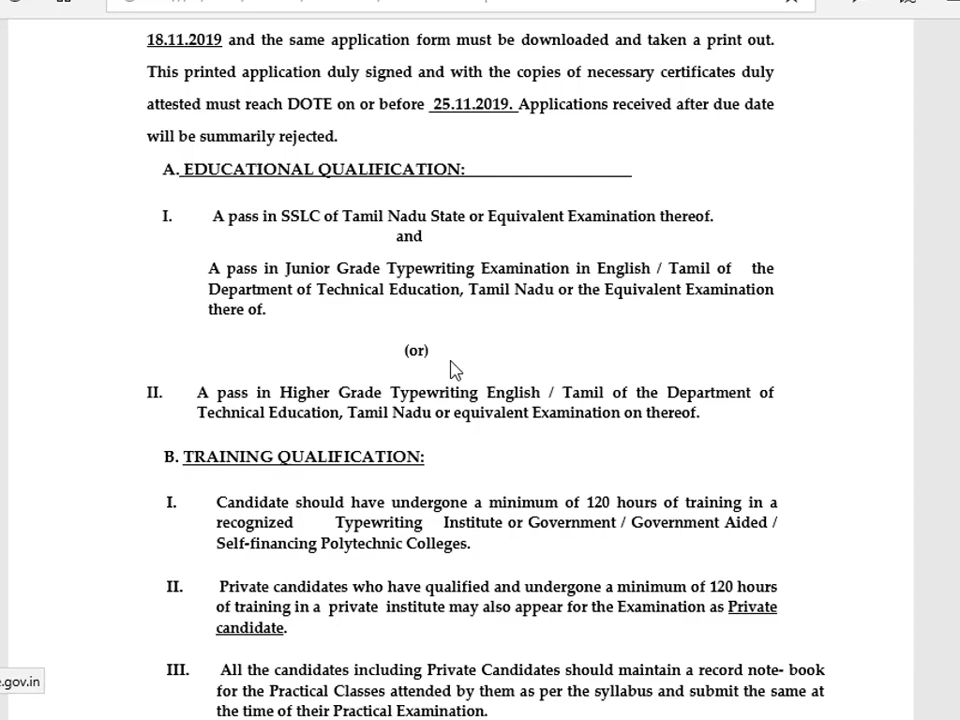 18.11.2019 and the same application form must be downloaded and taken a print out.
This printed application duly signed and with the copies of necessary certificates duly
attested must reach DOTE on or before 25.11.2019. Applications received after due date
will be summarily rejected.
A. EDUCATIONAL QUALIFICATION:
I. A pass in SSLC of Tamil Nadu State or Equivalent Examination thereof.
and
A pass in Junior Grade Typewriting Examination in English / Tamil of the
Department of Technical Education, Tamil Nadu or the Equivalent Examination
there of.
(or)
II. A pass in Higher Grade Typewriting English / Tamil of the Department of
Technical Education, Tamil Nadu or equivalent Examination on thereof.
B. TRAINING QUALIFICATION:
I. Candidate should have undergone a minimum of 120 hours of training in a
recognized Typewriting Institute or Government / Government Aided /
Self-financing Polytechnic Colleges.
II. Private candidates who have qualified and undergone a minimum of 120 hours
of training in a private institute may also appear for the Examination as Private
candidate.
III. All the candidates including Private Candidates should maintain a record note- book
for the Practical Classes attended by them as per the syllabus and submit the same at
the time of their Practical Examination.
e.gov.in